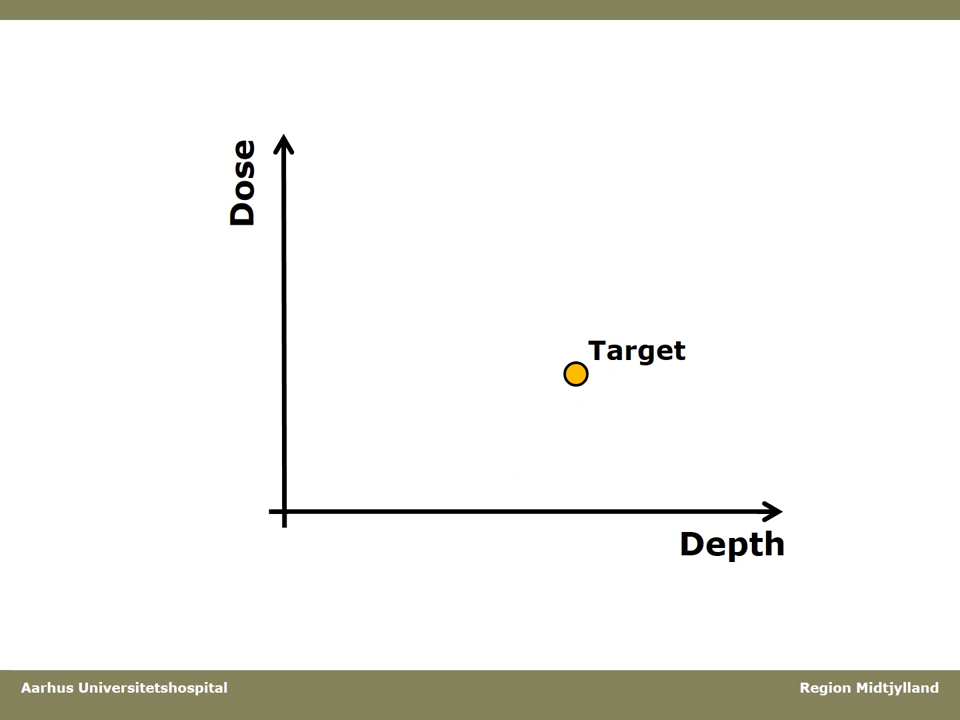 Dose
Target
Depth
Aarhus Universitetshospital
Region Midtjylland